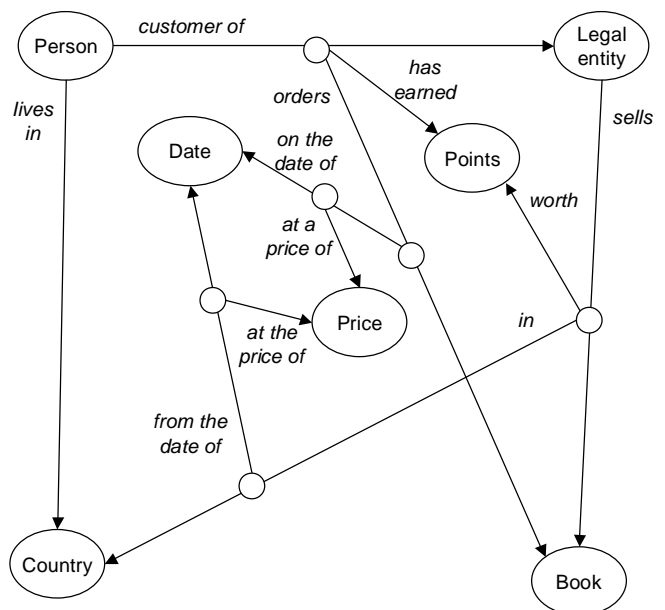 customer of
Person
Legal
entity
has
earned
lives
in
orders
sells
on the
date of
Date
Points
worth
at a
price of
Price
in
at the
price of
from the
date of
Country
Book